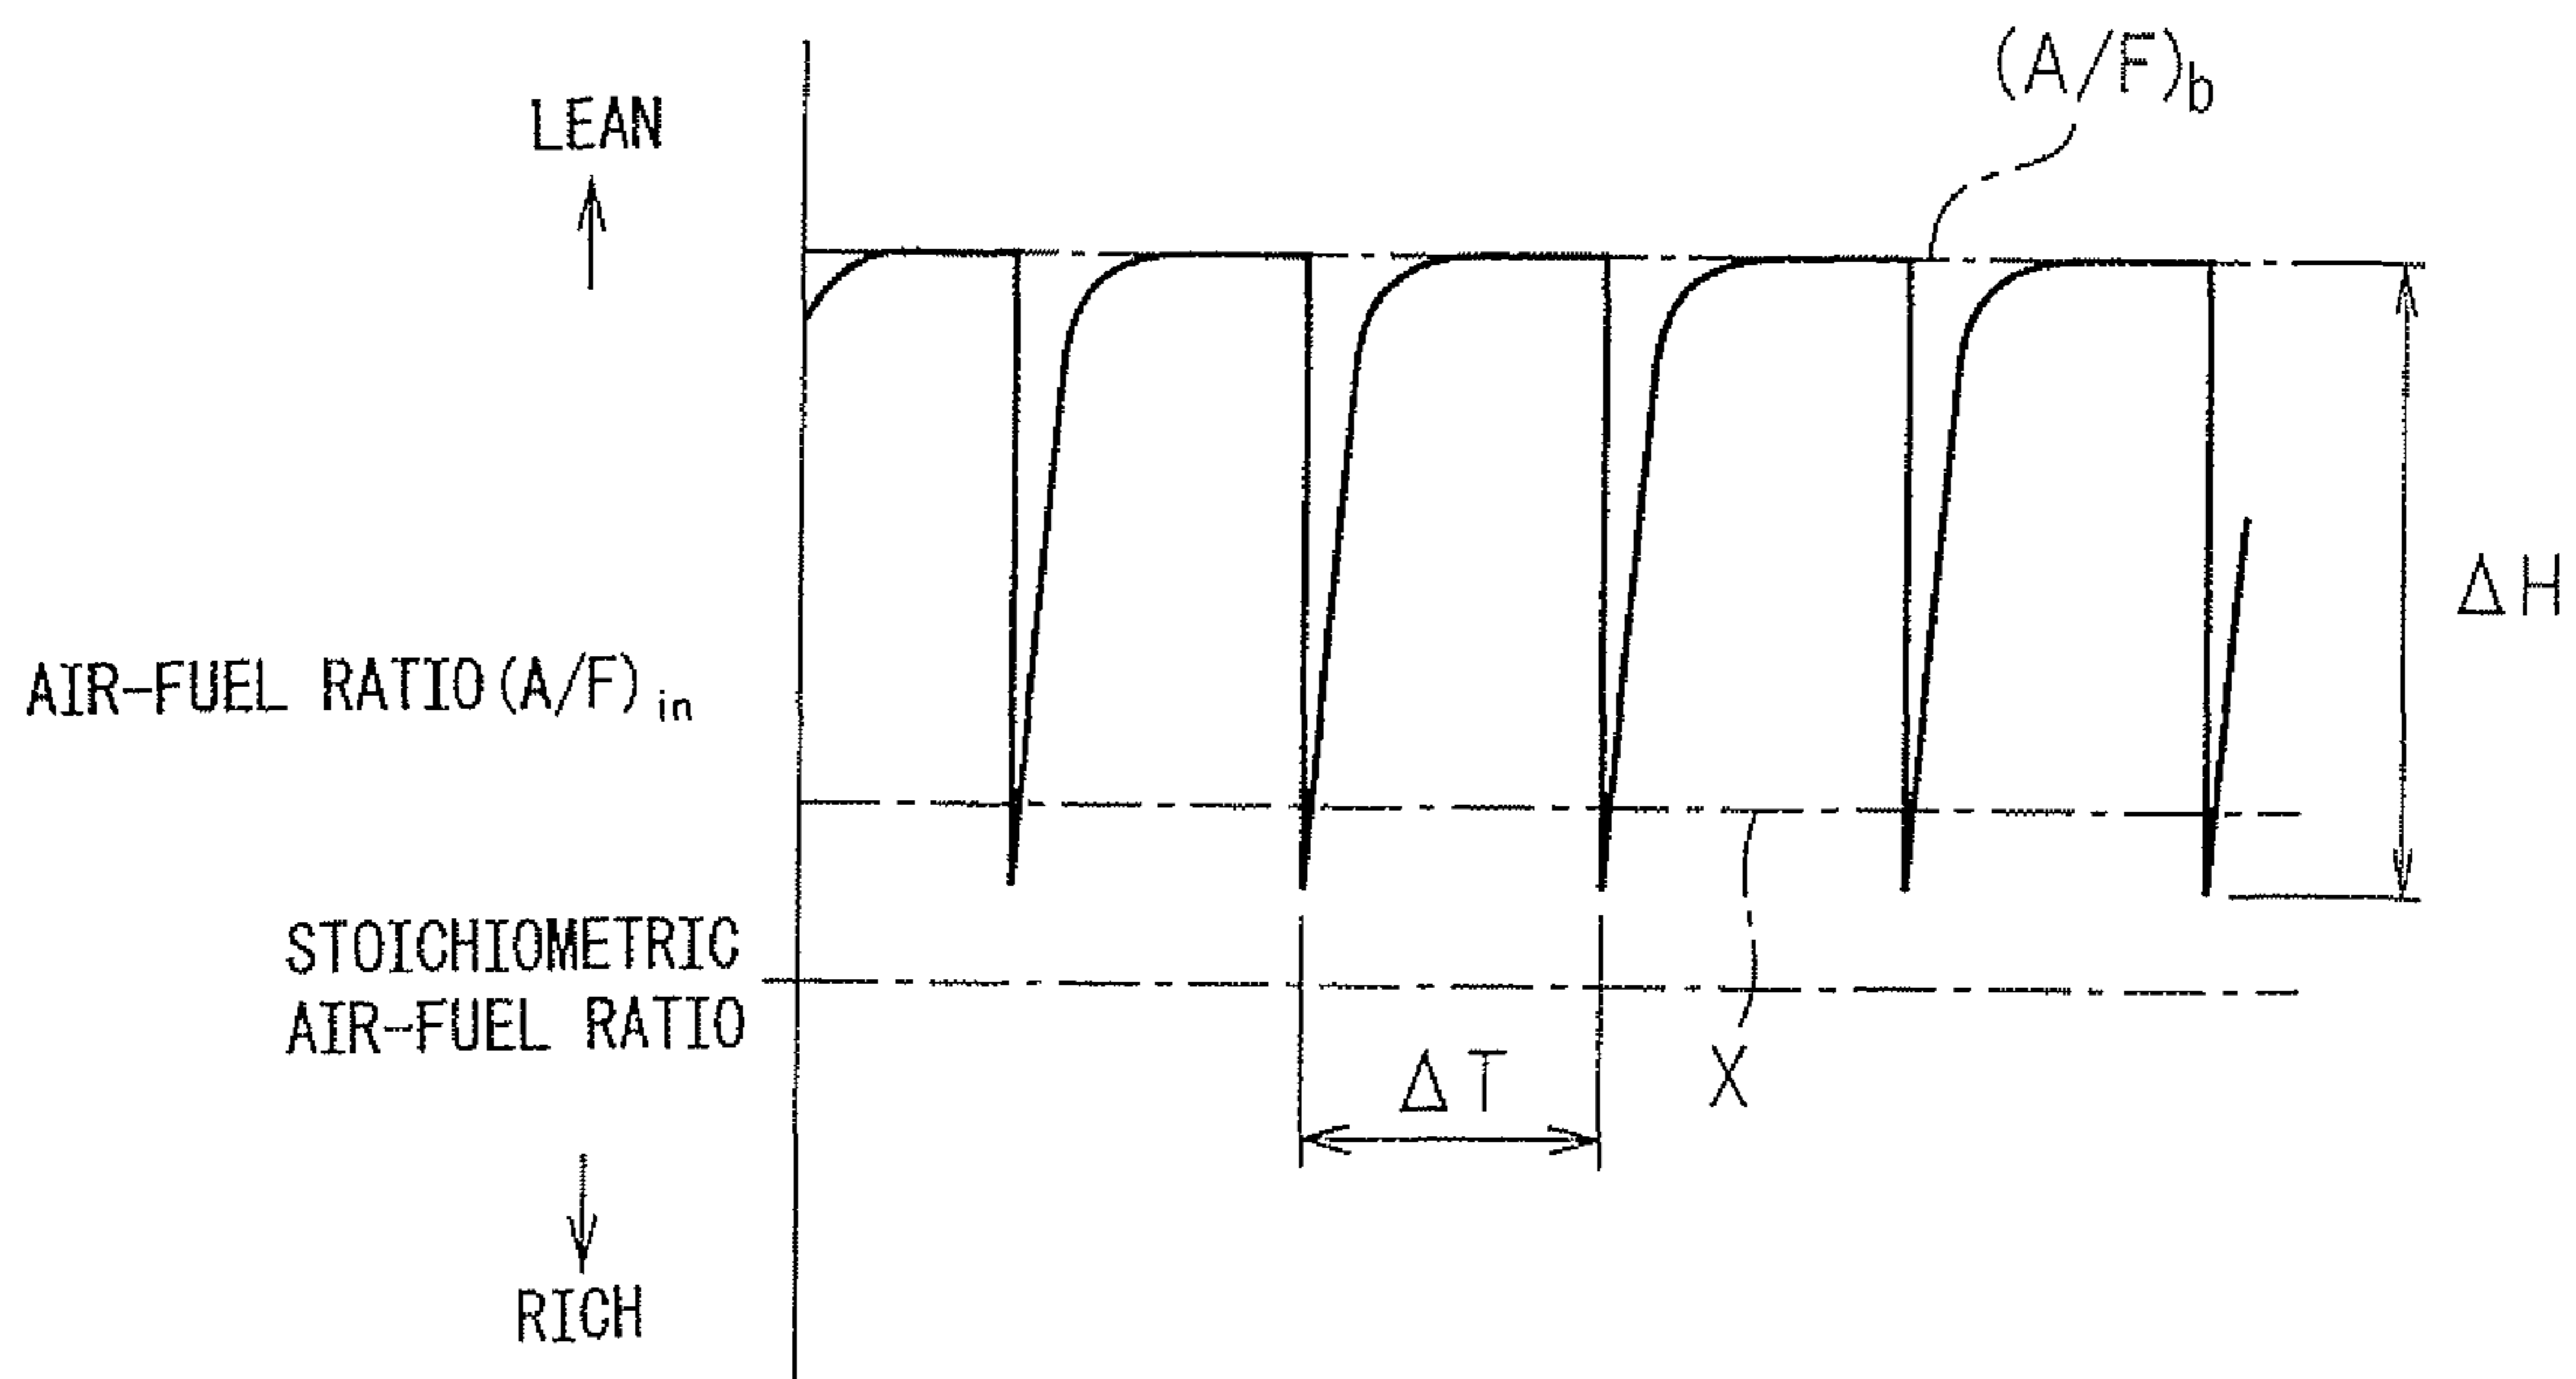 (A/F)b
LEAN
ΔH
AIR-FUEL RATIO(A/F)in
STOICHIOMETRIC
AIR-FUEL RATIO
ΔT
X
RICH